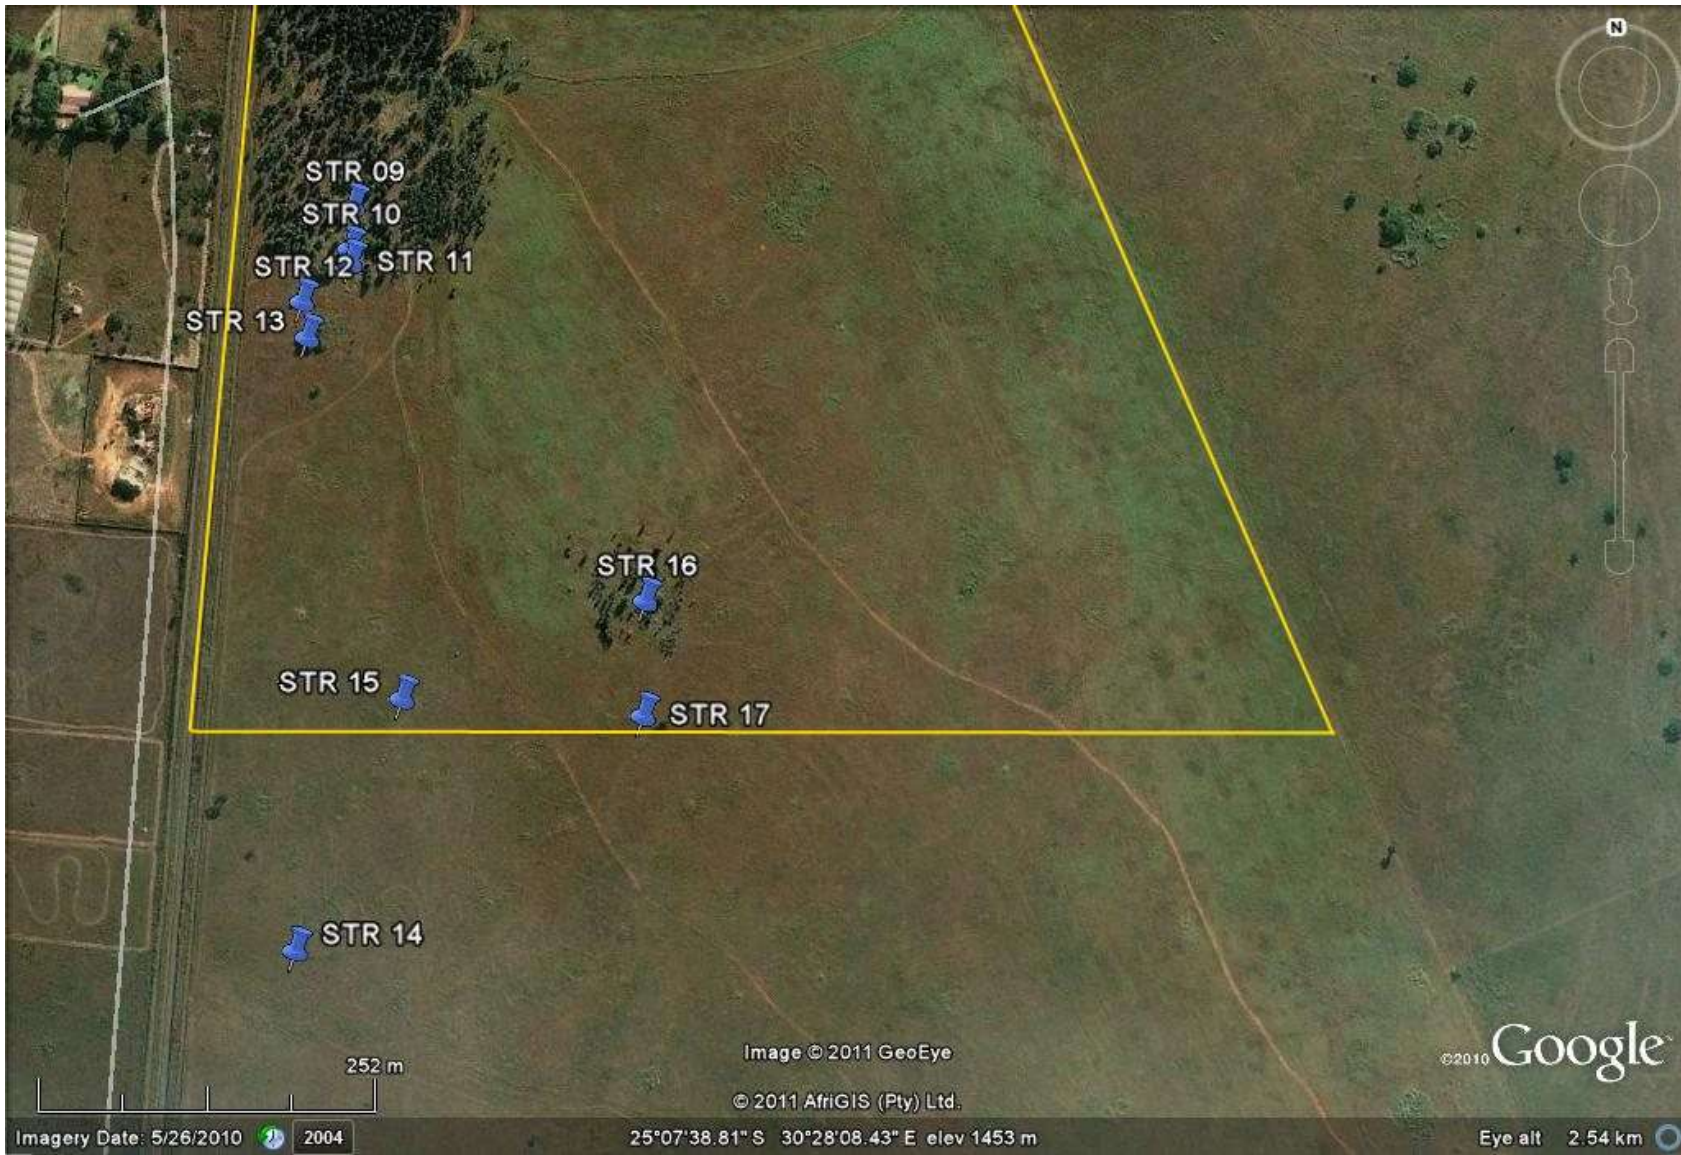 N
STR 09
STR 10
STR 12
STR 11
STR 13
STR 16
STR 15
STR 17
STR 14
Image © 2011 GeoEye
©2010 Google
252 m
© 2011 AfriGIS (Pty) Ltd.
Imagery Date: 5/26/2010 2004 25°07'38.81" S 30°28'08.43" E elev 1453 m Eye alt 2.54 km